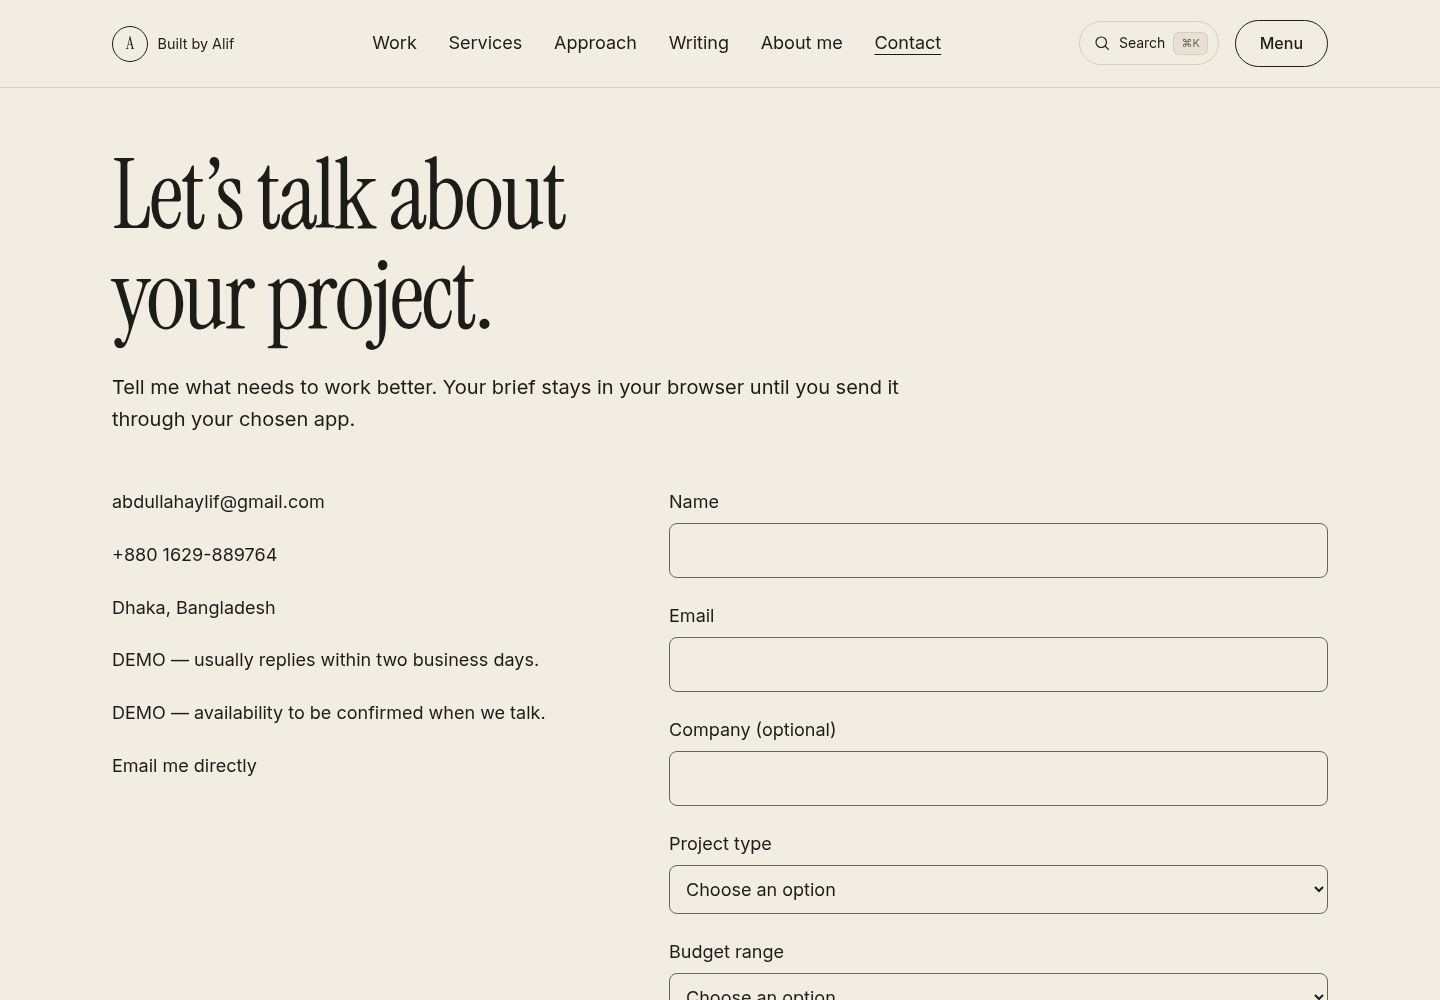 A
Built by Alif
Work
Services
Approach
Writing
About me
Contact
Search
⌘K
Menu
Let’s talk about
your project.
Tell me what needs to work better. Your brief stays in your browser until you send it
through your chosen app.
abdullahaylif@gmail.com
+880 1629-889764
Dhaka, Bangladesh
DEMO — usually replies within two business days.
DEMO — availability to be confirmed when we talk.
Email me directly
Name
Email
Company (optional)
Project type
Choose an option
Budget range
Choose an option